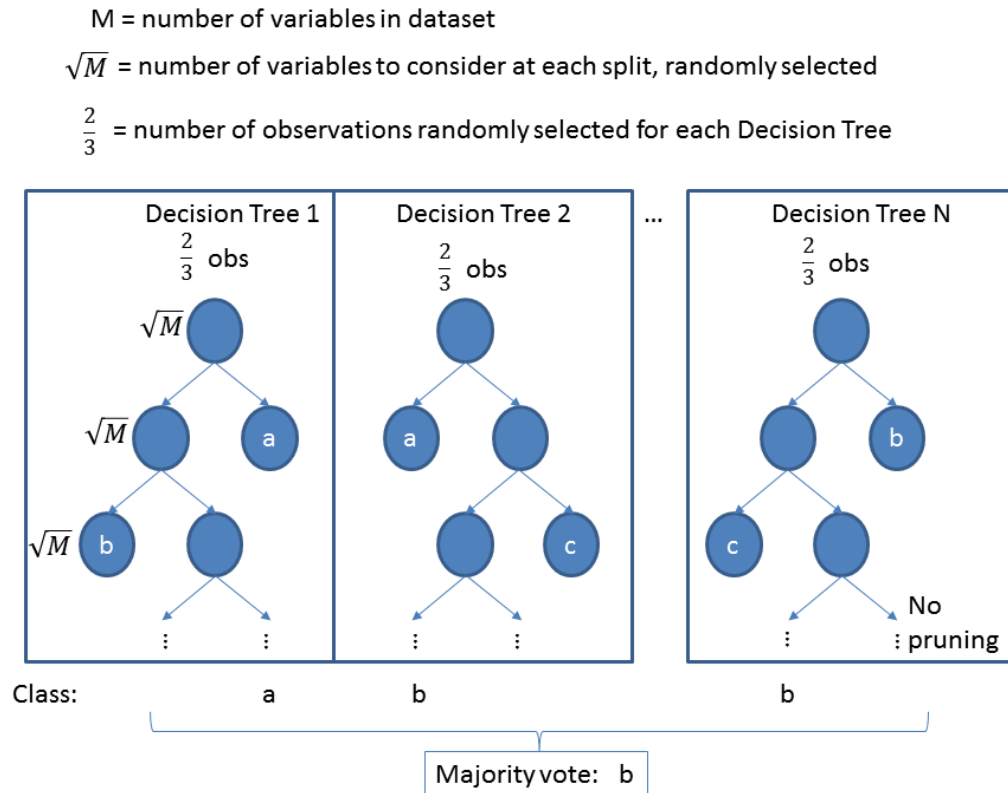 M = number of variables in dataset
√M = number of variables to consider at each split, randomly selected
2/3 = number of observations randomly selected for each Decision Tree
Decision Tree 1 Decision Tree 2 ... Decision Tree N
2/3 obs 2/3 obs 2/3 obs
√M
√M a a b
√M b c c
⋮ ⋮ ⋮ ⋮ ⋮ ⋮ No
pruning
Class: a b b
Majority vote: b